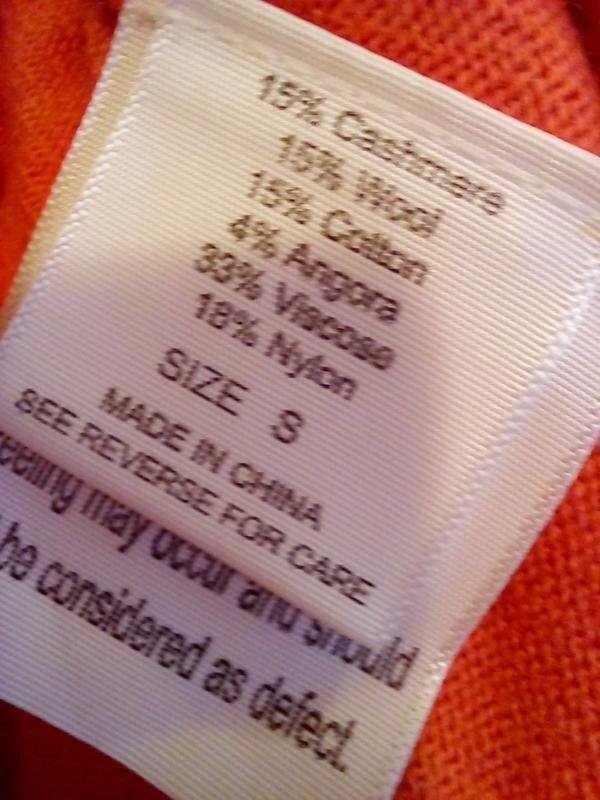 15% Cashmere
15% Wool
15% Cotton
4% Angora
33% Viscose
18% Nylon
SIZE S
MADE IN CHINA
SEE REVERSE FOR CARE
may occur and should
be considered as defect.